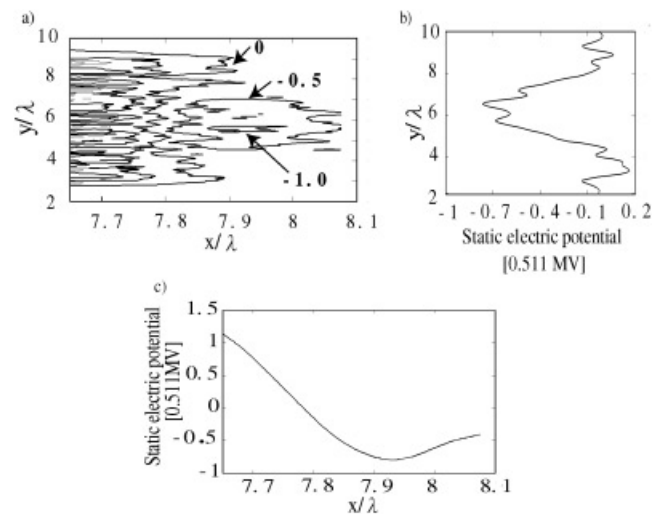 a)
10
8
6
4
2
y/λ
0
-0.5
-1.0
7.7 7.8 7.9 8 8.1
x/λ
b)
10
8
6
4
2
y/λ
-1 -0.7 -0.4 -0.1 0.2
Static electric potential
[0.511 MV]
c)
1.5
1
0.5
0
-0.5
-1
Static electric potential
[0.511MV]
7.7 7.8 7.9 8 8.1
x/λ